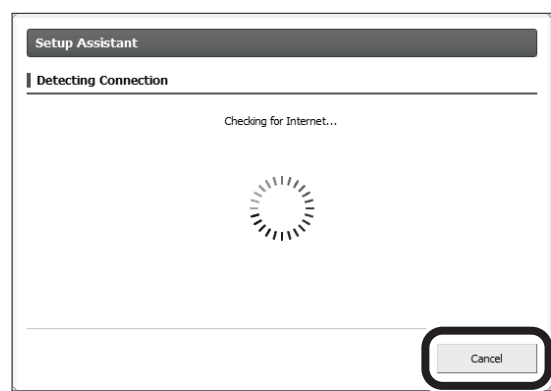 Setup Assistant
Detecting Connection
Checking for Internet...
Cancel